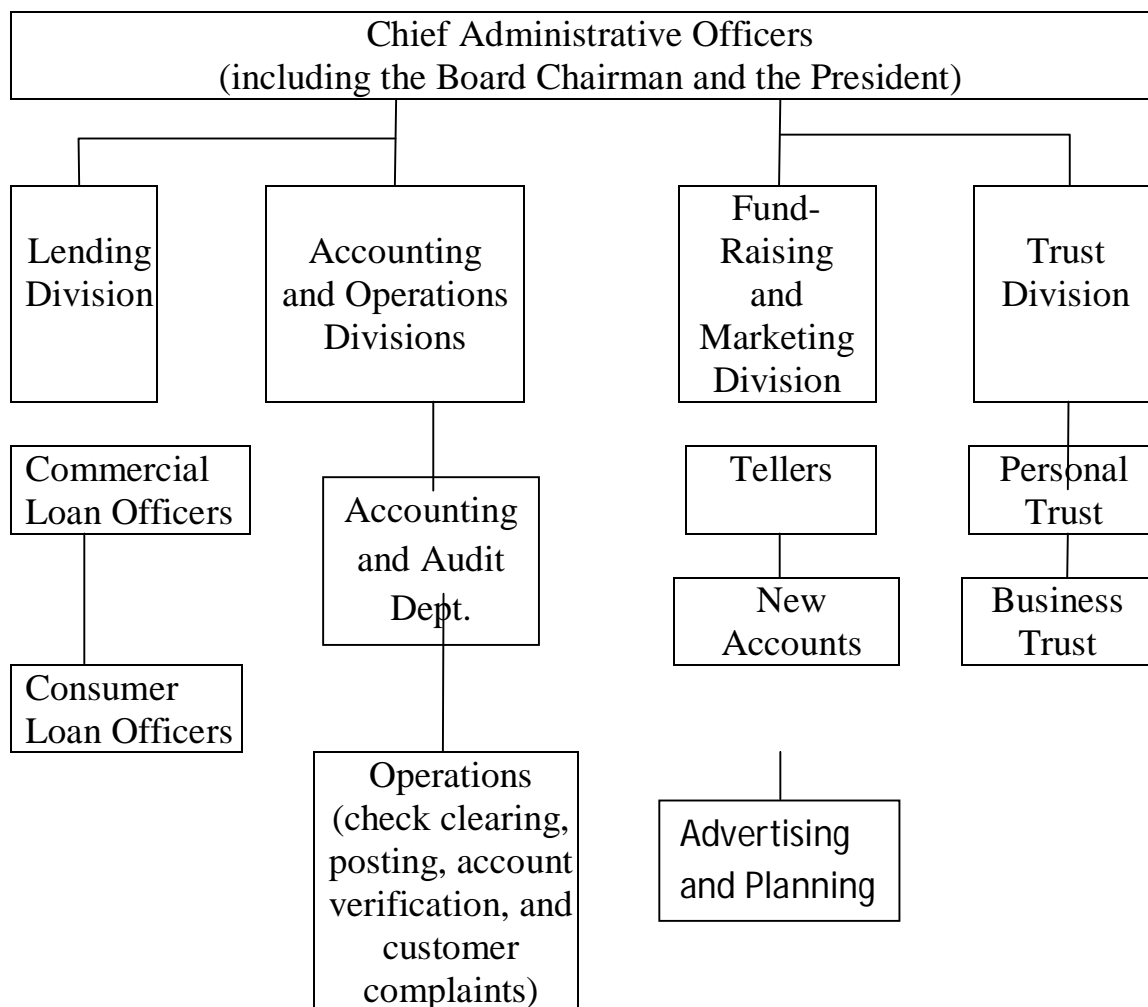 Chief Administrative Officers
(including the Board Chairman and the President)
Lending
Division
Accounting
and Operations
Divisions
Fund-
Raising
and
Marketing
Division
Trust
Division
Commercial
Loan Officers
Consumer
Loan Officers
Accounting
and Audit
Dept.
Operations
(check clearing,
posting, account
verification, and
customer
complaints)
Tellers
New
Accounts
Advertising
and Planning
Personal
Trust
Business
Trust